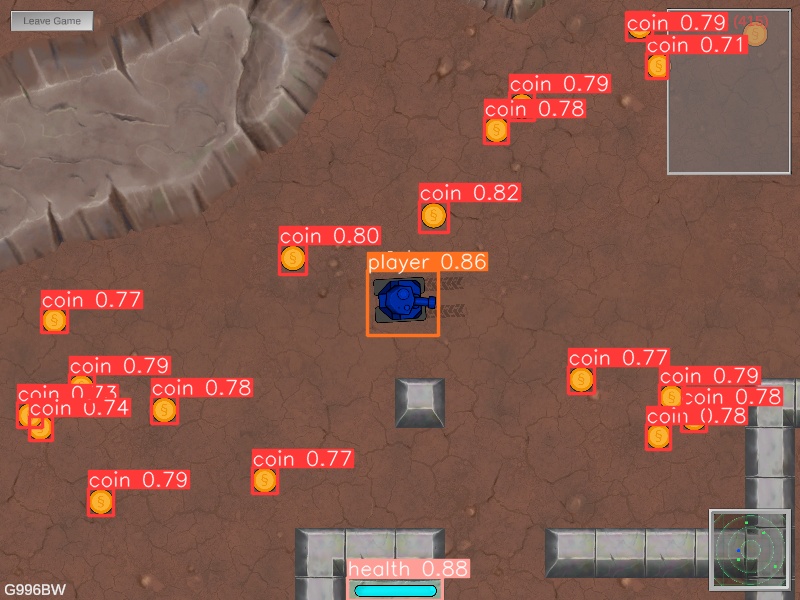 Leave Game
coin 0.79
(415)
coin 0.71
coin 0.79
coin 0.78
coin 0.82
coin 0.80
player 0.86
coin 0.77
coin 0.77
coin 0.79
coin 0.79
coin 0.78
coin 0.73
coin 0.78
coin 0.74
coin 0.78
coin 0.77
coin 0.79
health 0.88
G996BW